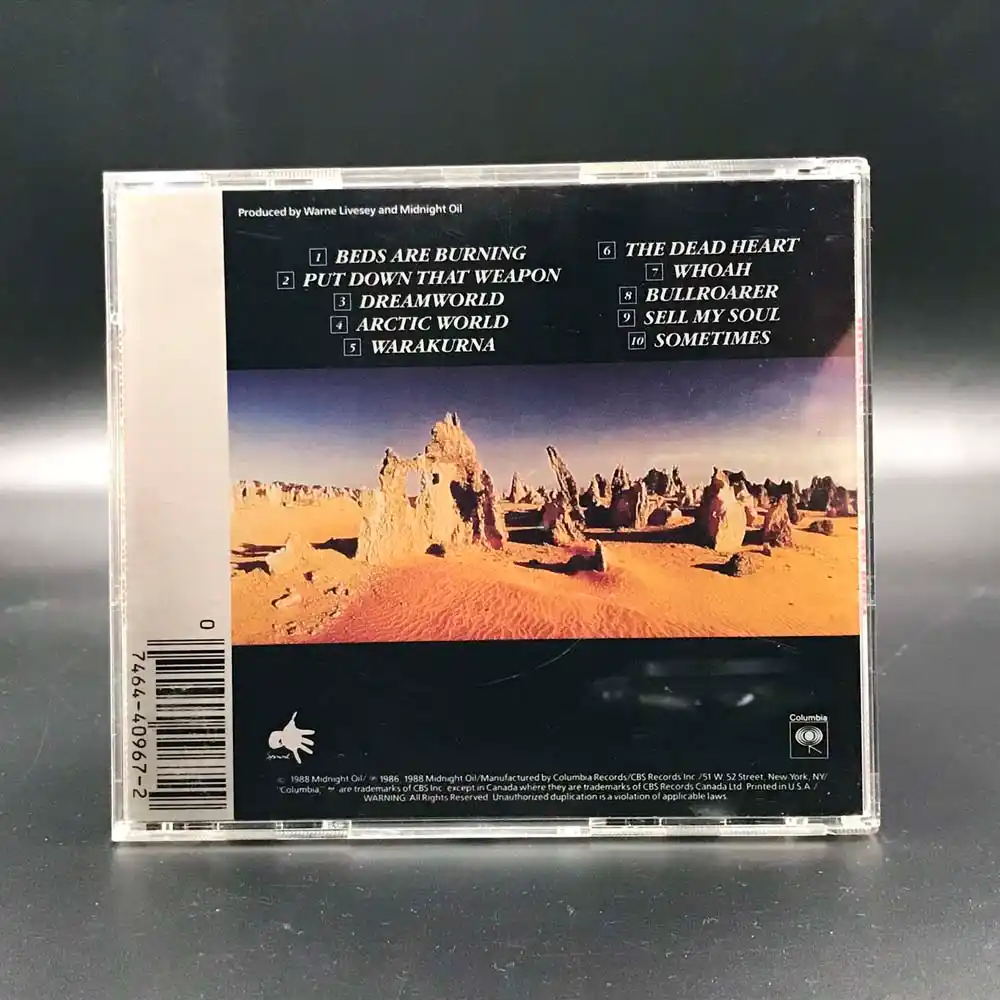 Produced by Warne Livesey and Midnight Oil
1 BEDS ARE BURNING
2 PUT DOWN THAT WEAPON
3 DREAMWORLD
4 ARCTIC WORLD
5 WARAKURNA
6 THE DEAD HEART
7 WHOAH
8 BULLROARER
9 SELL MY SOUL
10 SOMETIMES
0
7464-40967-2
Columbia
© 1988 Midnight Oil/ ℗ 1986, 1988 Midnight Oil/Manufactured by Columbia Records/CBS Records Inc./51 W. 52 Street, New York, NY/
"Columbia," are trademarks of CBS Inc. except in Canada where they are trademarks of CBS Records Canada Ltd. Printed in U.S.A./
WARNING: All Rights Reserved. Unauthorized duplication is a violation of applicable laws.